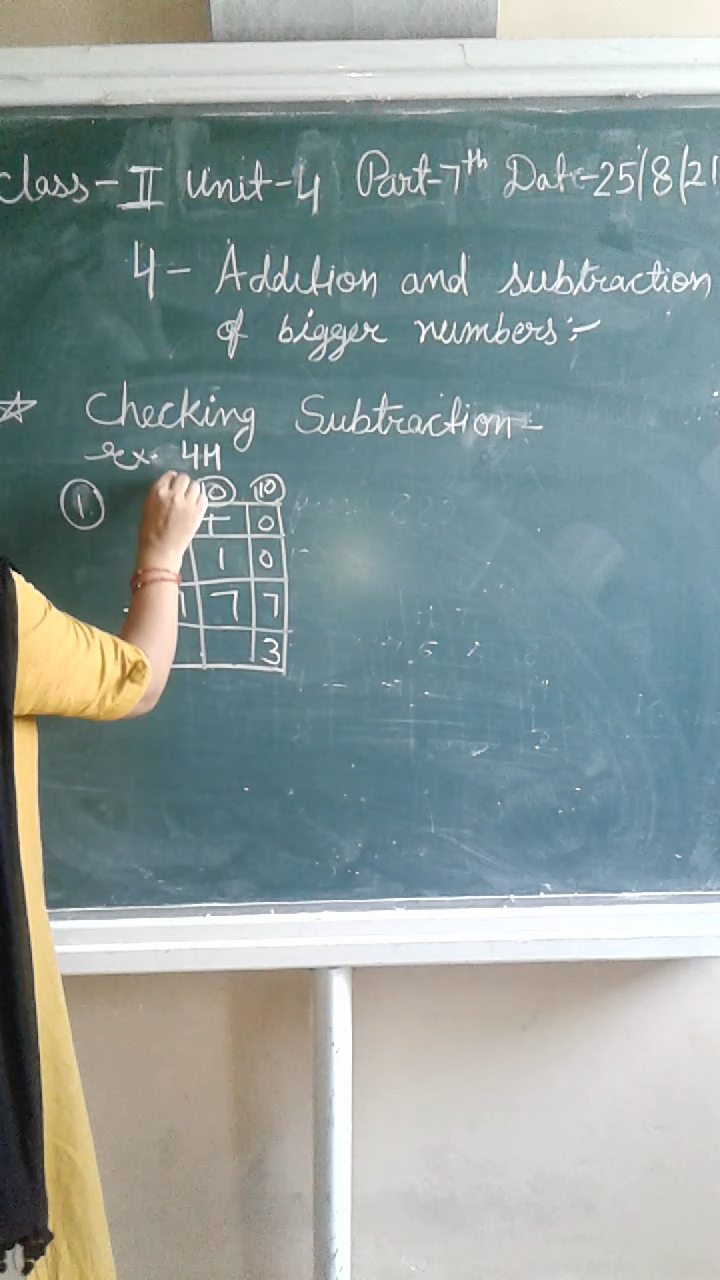 Class-II Unit-4 Part-7th Date-25/8/21
4- Addition and subtraction
of bigger numbers:-
☆ Checking Subtraction-
Ex- 4H
① 10 10
T O
1 0
1 7 7
3